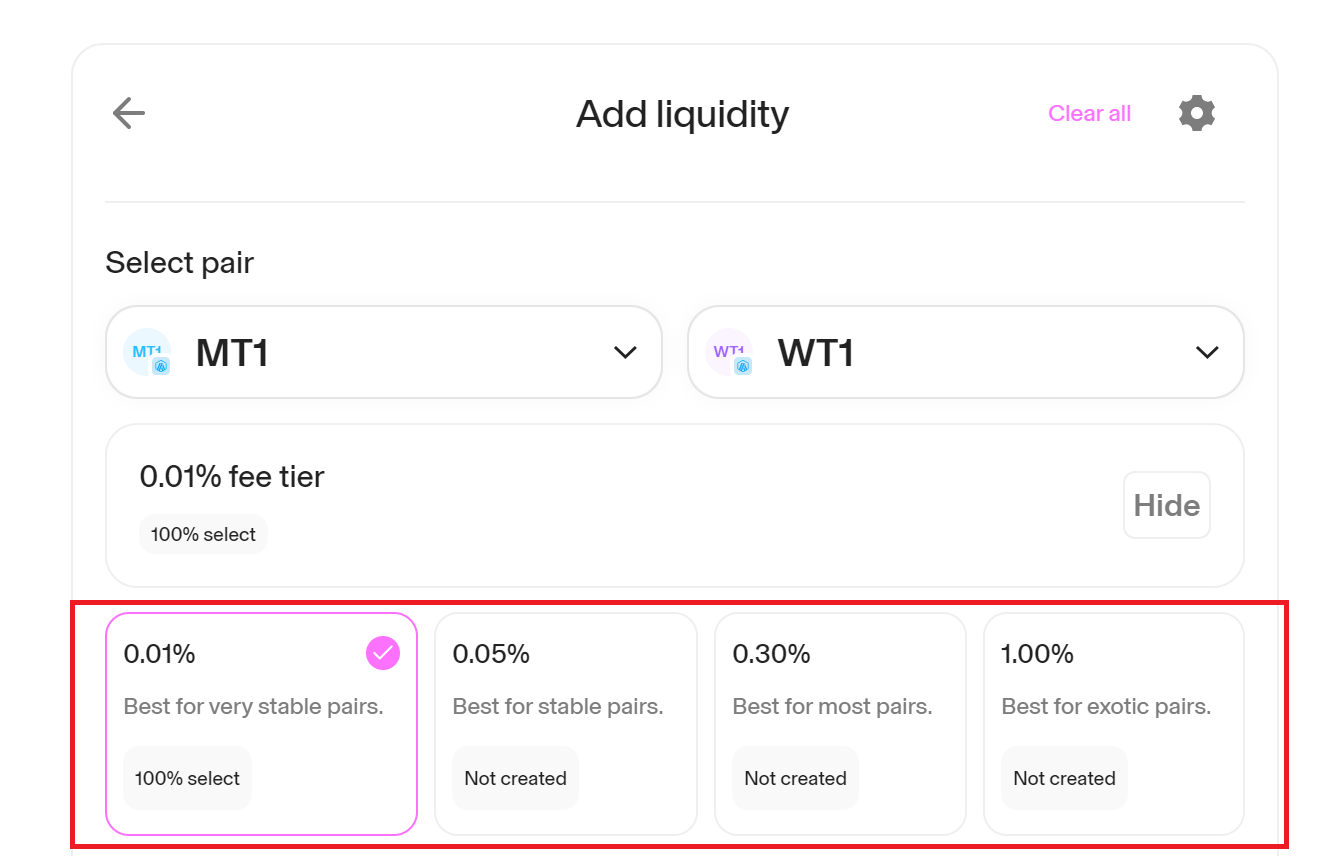 Add liquidity
Clear all
Select pair
MT1 MT1
WT1 WT1
0.01% fee tier
100% select
Hide
0.01%
Best for very stable pairs.
100% select
0.05%
Best for stable pairs.
Not created
0.30%
Best for most pairs.
Not created
1.00%
Best for exotic pairs.
Not created